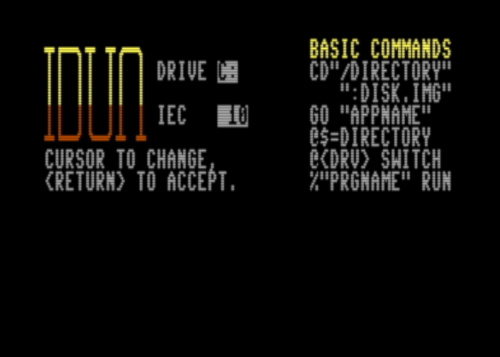 IDUN
DRIVE C:
IEC 10
CURSOR TO CHANGE,
<RETURN> TO ACCEPT.
BASIC COMMANDS
CD"/DIRECTORY"
":DISK.IMG"
GO "APPNAME"
@$=DIRECTORY
@<DRV> SWITCH
%"PRGNAME" RUN